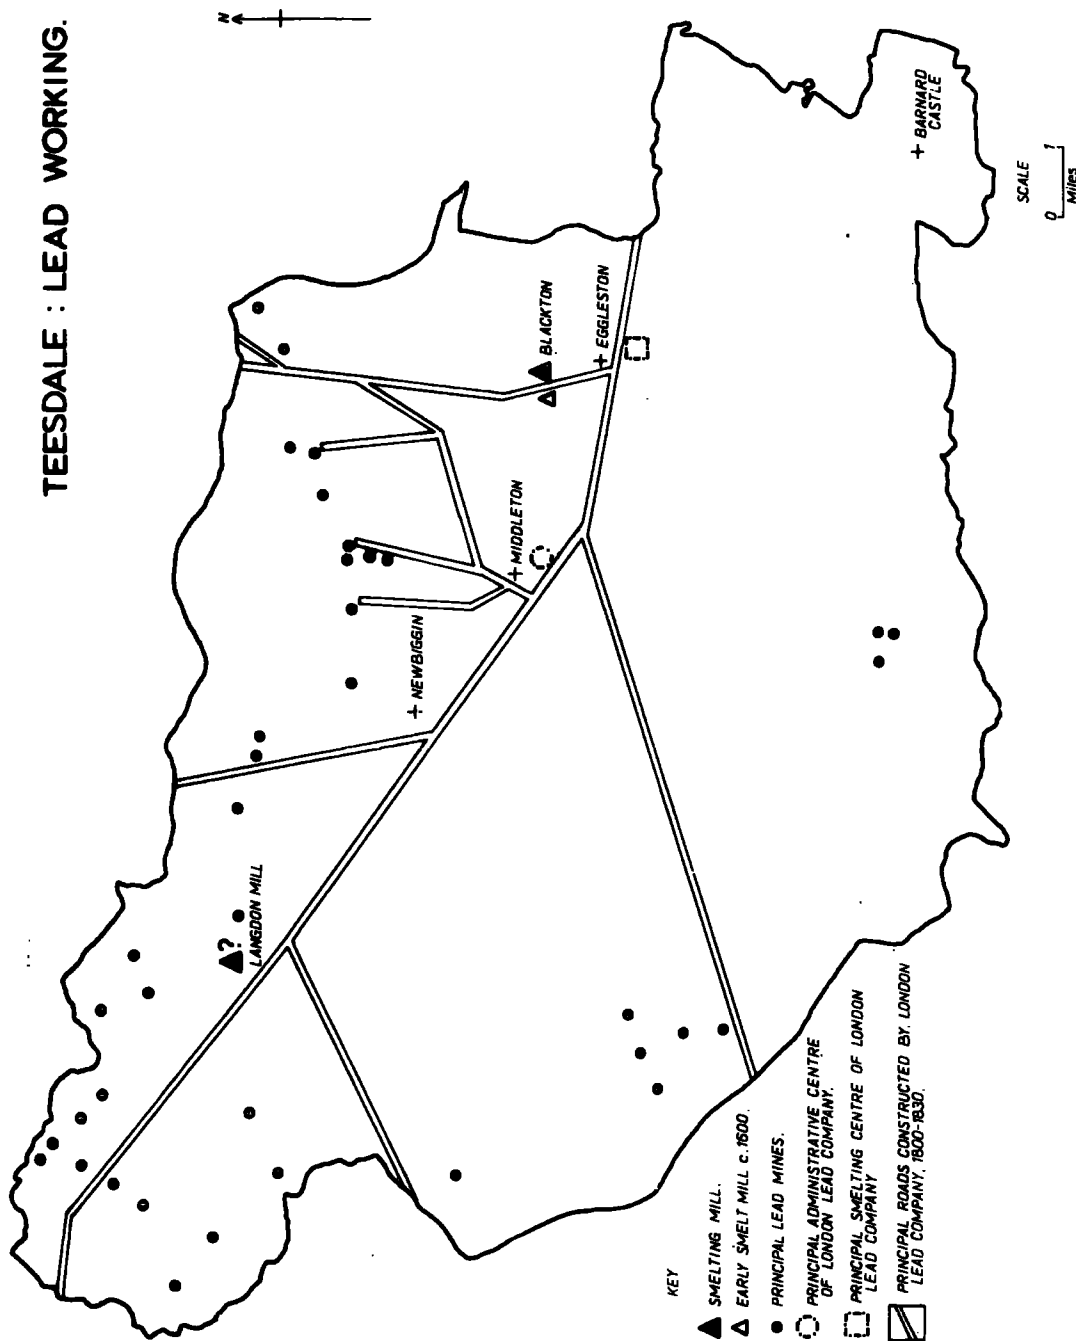 TEESDALE : LEAD WORKING.
N
LANGDON MILL
?
+ NEWBIGGIN
+ MIDDLETON
BLACKTON
+ EGGLESTON
+ BARNARD
CASTLE
SCALE
0 1
Miles
KEY
SMELTING MILL.
EARLY SMELT MILL c.1600.
PRINCIPAL LEAD MINES.
PRINCIPAL ADMINISTRATIVE CENTRE
OF LONDON LEAD COMPANY.
PRINCIPAL SMELTING CENTRE OF LONDON
LEAD COMPANY
PRINCIPAL ROADS CONSTRUCTED BY. LONDON
LEAD COMPANY, 1800-1830.